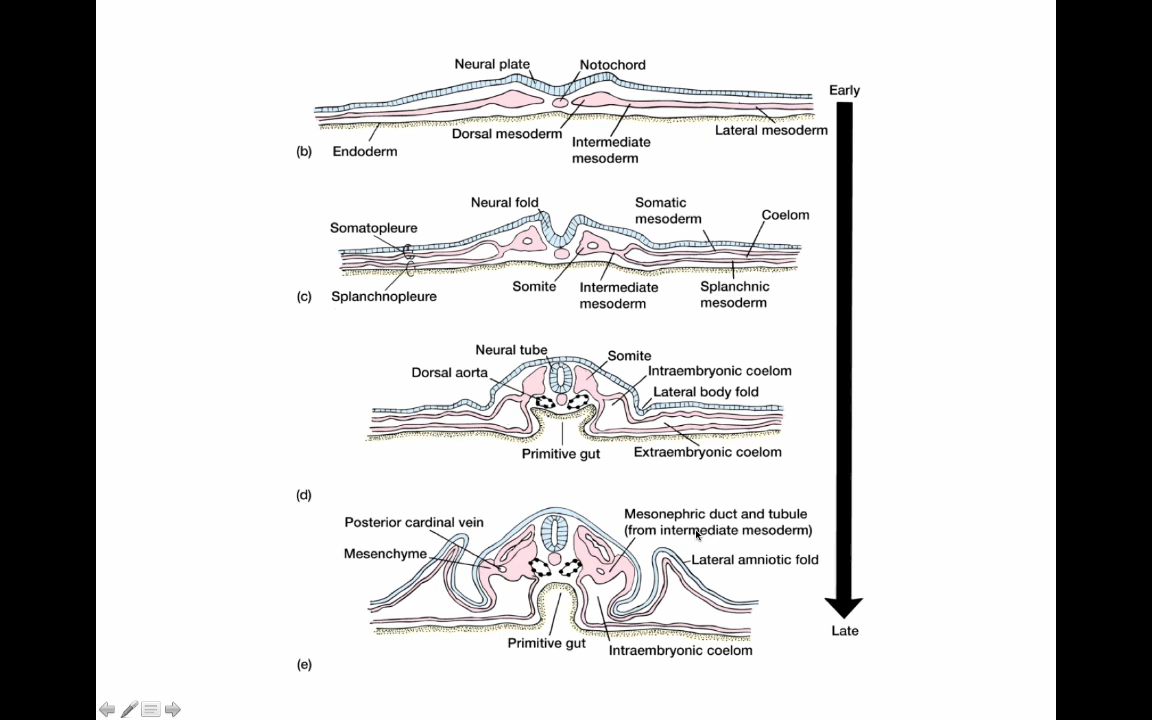 Neural plate
Notochord
Early
Dorsal mesoderm
Lateral mesoderm
Intermediate
mesoderm
(b)
Endoderm
Neural fold
Somatic
mesoderm
Coelom
Somatopleure
Somite
Intermediate
mesoderm
Splanchnic
mesoderm
(c)
Splanchnopleure
Neural tube
Somite
Dorsal aorta
Intraembryonic coelom
Lateral body fold
Primitive gut
Extraembryonic coelom
(d)
Posterior cardinal vein
Mesonephric duct and tubule
(from intermediate mesoderm)
Mesenchyme
Lateral amniotic fold
Late
Primitive gut
Intraembryonic coelom
(e)